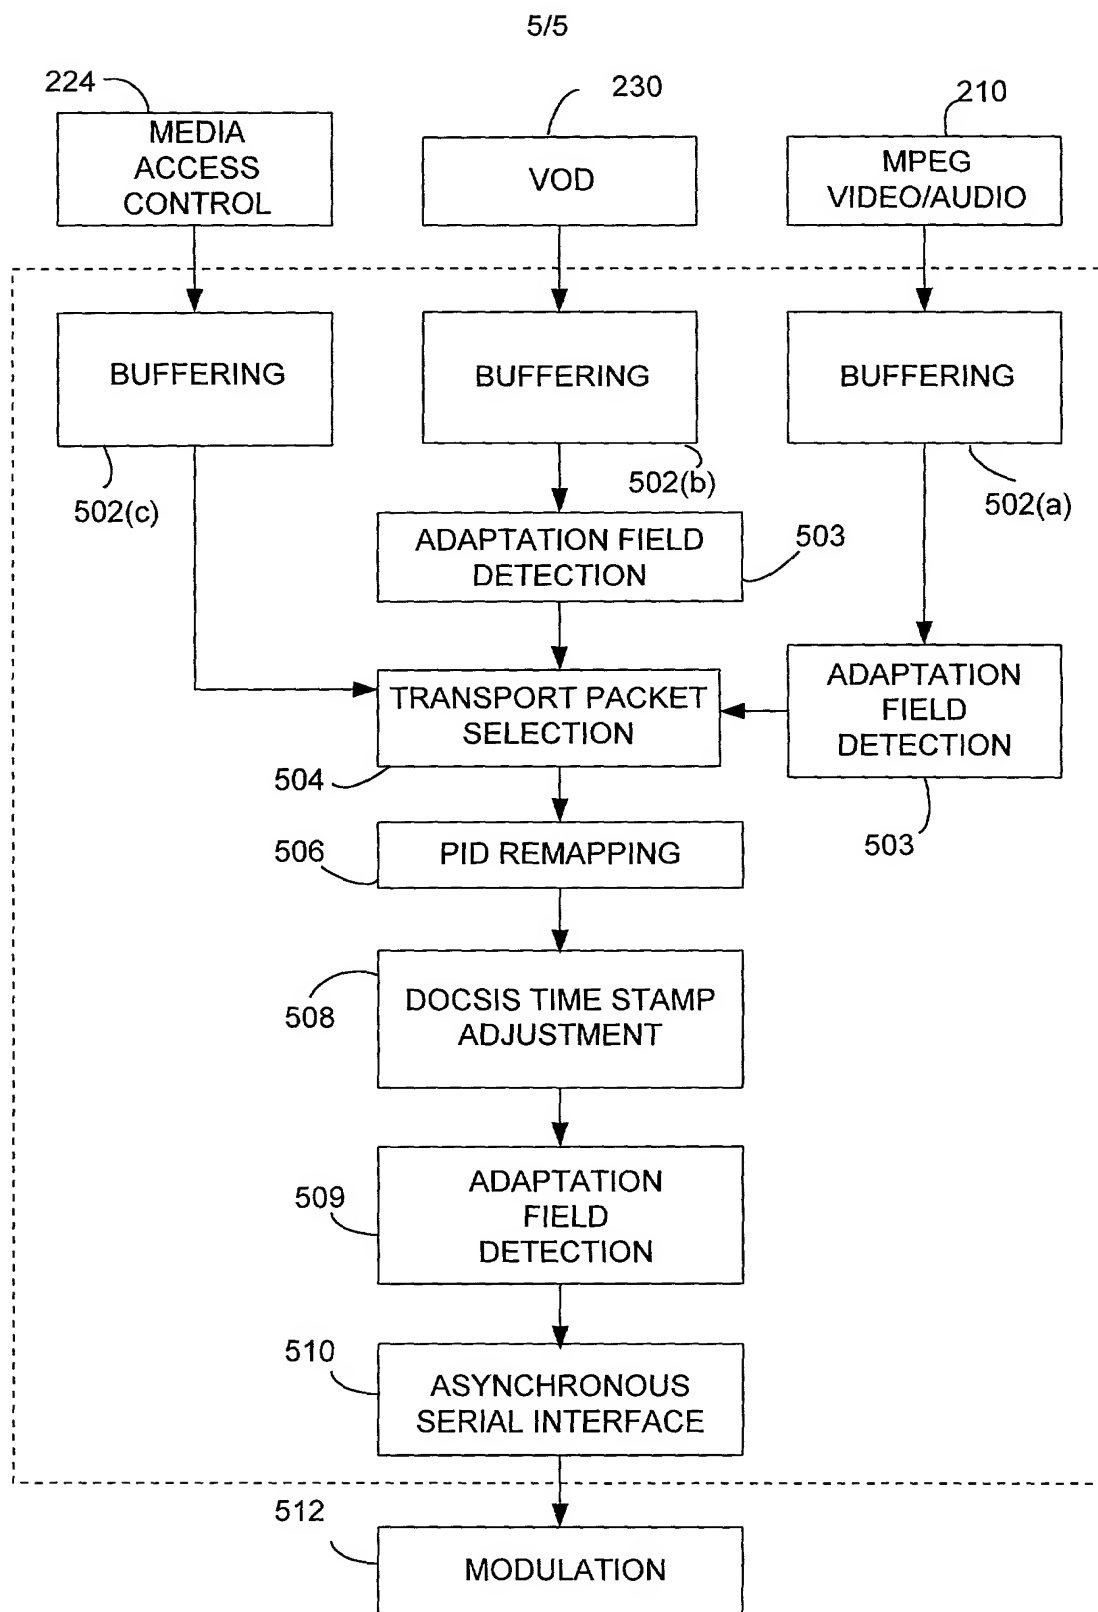 5/5
224
230
210
MEDIA
ACCESS
CONTROL
VOD
MPEG
VIDEO/AUDIO
BUFFERING
BUFFERING
BUFFERING
502(c)
502(b)
502(a)
ADAPTATION FIELD
DETECTION
503
TRANSPORT PACKET
SELECTION
504
ADAPTATION
FIELD
DETECTION
503
506
PID REMAPPING
508
DOCSIS TIME STAMP
ADJUSTMENT
509
ADAPTATION
FIELD
DETECTION
510
ASYNCHRONOUS
SERIAL INTERFACE
512
MODULATION